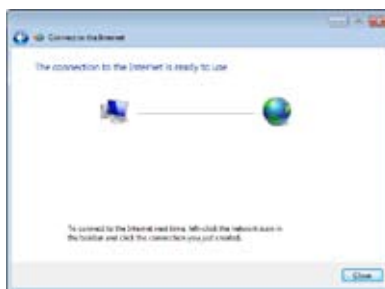 Connect to the Internet
The connection to the Internet is ready to use
To connect to the Internet next time, left-click the network icon in
the taskbar and click the connection you just created.
Close